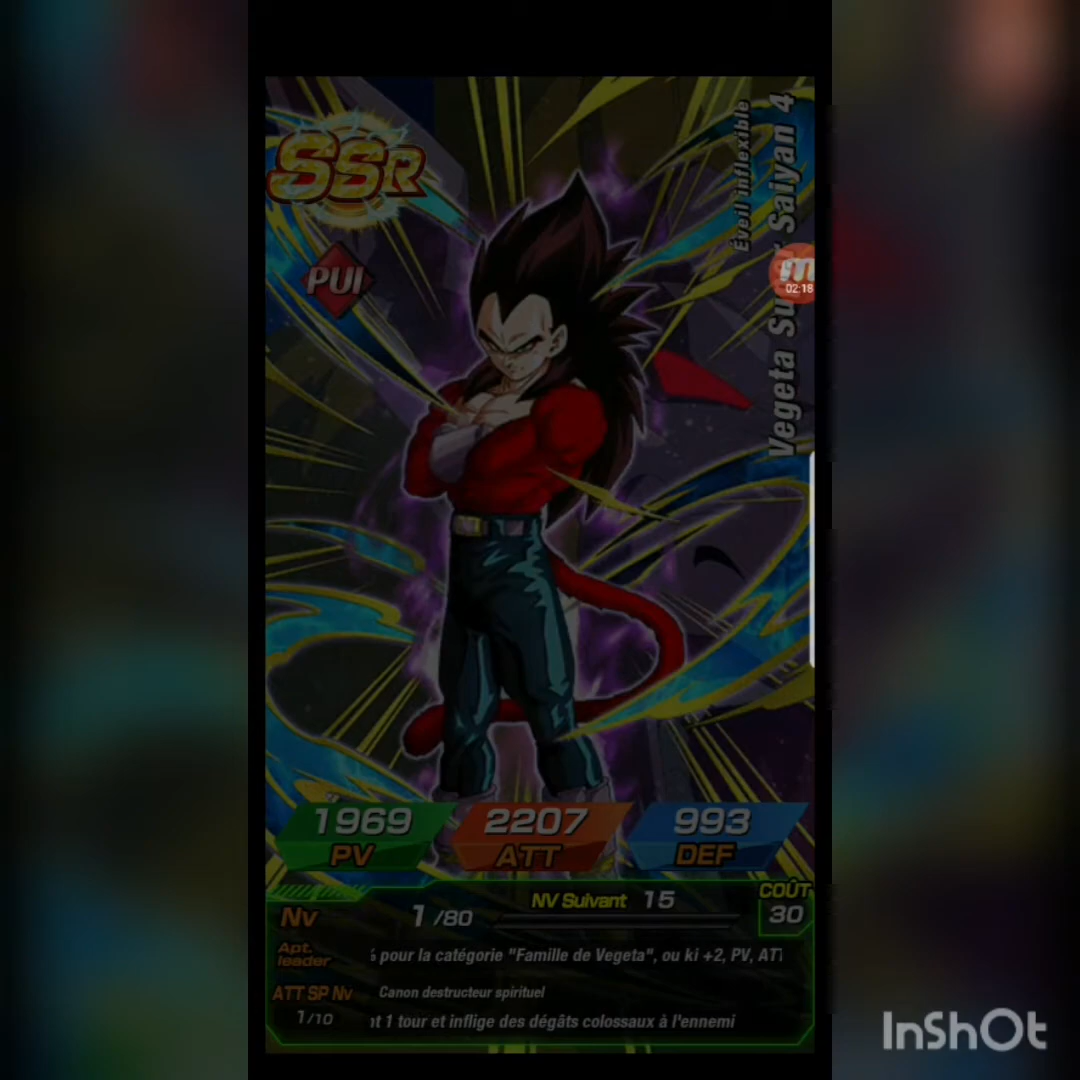 SSR
PUI
Éveil inflexible
Vegeta Su Saiyan 4
02:18
1969
PV
2207
ATT
993
DEF
Nv
1 /80
NV Suivant 15
COÛT
30
Apt. leader
pour la catégorie "Famille de Vegeta", ou ki +2, PV, ATT
ATT SP Nv
1/10
Canon destructeur spirituel
nt 1 tour et inflige des dégâts colossaux à l'ennemi
InShOt